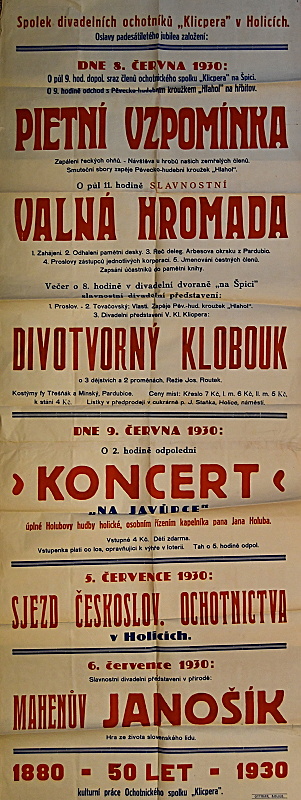 Spolek divadelních ochotníků „Klicpera" v Holicích.
Oslavy padesátiletého jubilea založení:
DNE 8. ČERVNA 1930:
O půl 9. hod. dopol. sraz členů ochotnického spolku „Klicpera" na Špici.
O 9. hodině odchod s Pěvecko-hudebním kroužkem „Hlahol" na hřbitov.
PIETNÍ VZPOMÍNKA
Zapálení řeckých ohňů. - Návštěva hrobů našich zemřelých členů.
Smuteční sbory zapěje Pěvecko-hudební kroužek „Hlahol".
O půl 11. hodině SLAVNOSTNÍ
VALNÁ HROMADA
1. Zahájení. 2. Odhalení pamětní desky. 3. Řeč deleg. Arbesova okrsku z Pardubic.
4. Proslovy zástupců jednotlivých korporací. 5. Jmenování čestných členů.
Zapsání účastníků do pamětní knihy.
Večer o 8. hodině v divadelní dvoraně „na Špici"
slavnostní divadelní představení:
1. Proslov. - 2. Tovačovský: Vlasti. Zapěje Pěv.-hud. kroužek „Hlahol".
3. Divadelní představení V. Kl. Klicpera:
DIVOTVORNÝ KLOBOUK
o 3 dějstvích a 2 proměnách, Režie Jos. Routek.
Kostýmy fy Třešňák a Minský, Pardubice. Ceny míst: Křeslo 7 Kč, I. m. 6 Kč, II. m. 5 Kč,
k stání 4 Kč. Lístky v předprodeji v cukrárně p. J. Staňka, Holice, náměstí.
DNE 9. ČERVNA 1930:
O 2. hodině odpolední
KONCERT
„NA JAVŮRCE"
úplné Holubovy hudby holické, osobním řízením kapelníka pana Jana Holuba.
Vstupné 4 Kč. Děti zdarma.
Vstupenka platí co los, opravňující k výhře v loterii. Tah o 5. hodině odpol.
5. ČERVENCE 1930:
SJEZD ČESKOSLOV. OCHOTNICTVA
v Holicích.
6. července 1930:
Slavnostní divadelní představení v přírodě:
MAHENŮV JANOŠÍK
Hra ze života slovenského lidu.
1880 - 50 LET - 1930
kulturní práce Ochotnického spolku „Klicpera".